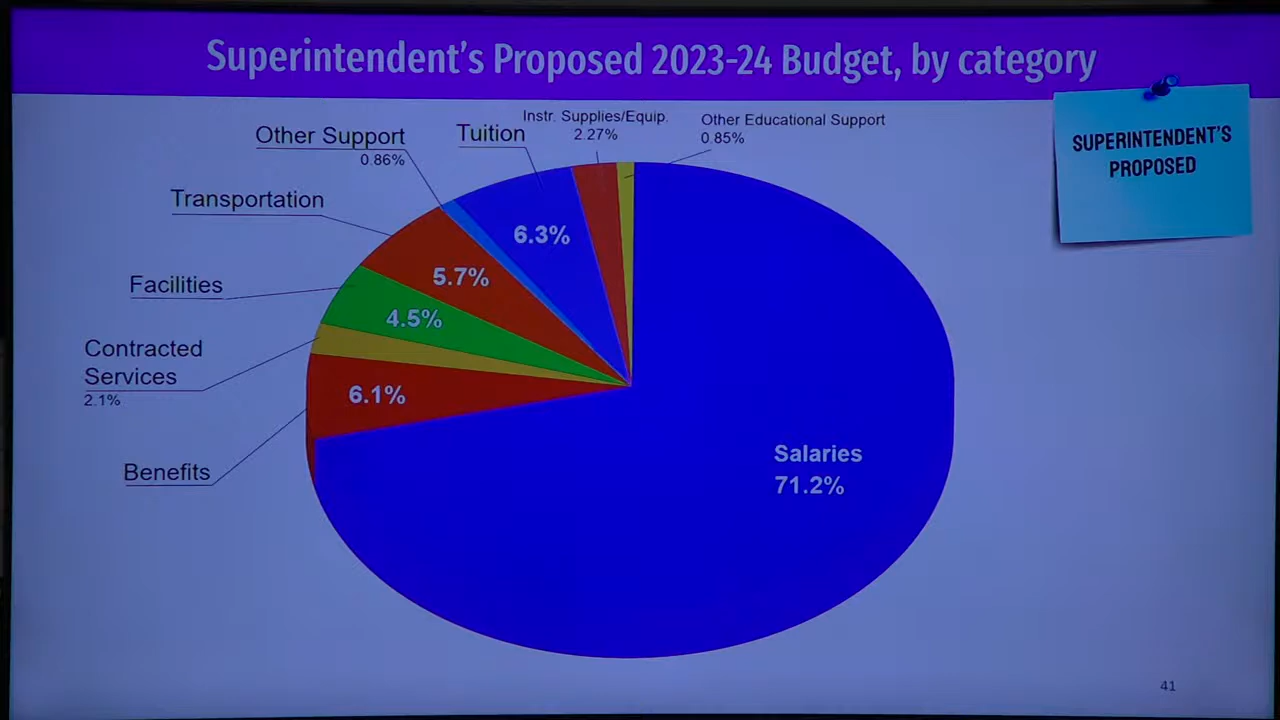 Superintendent's Proposed 2023-24 Budget, by category
SUPERINTENDENT'S
PROPOSED
Instr. Supplies/Equip.
2.27%
Other Educational Support
0.85%
Tuition
6.3%
Other Support
0.86%
Transportation
5.7%
Facilities
4.5%
Contracted
Services
2.1%
Benefits
6.1%
Salaries
71.2%
41